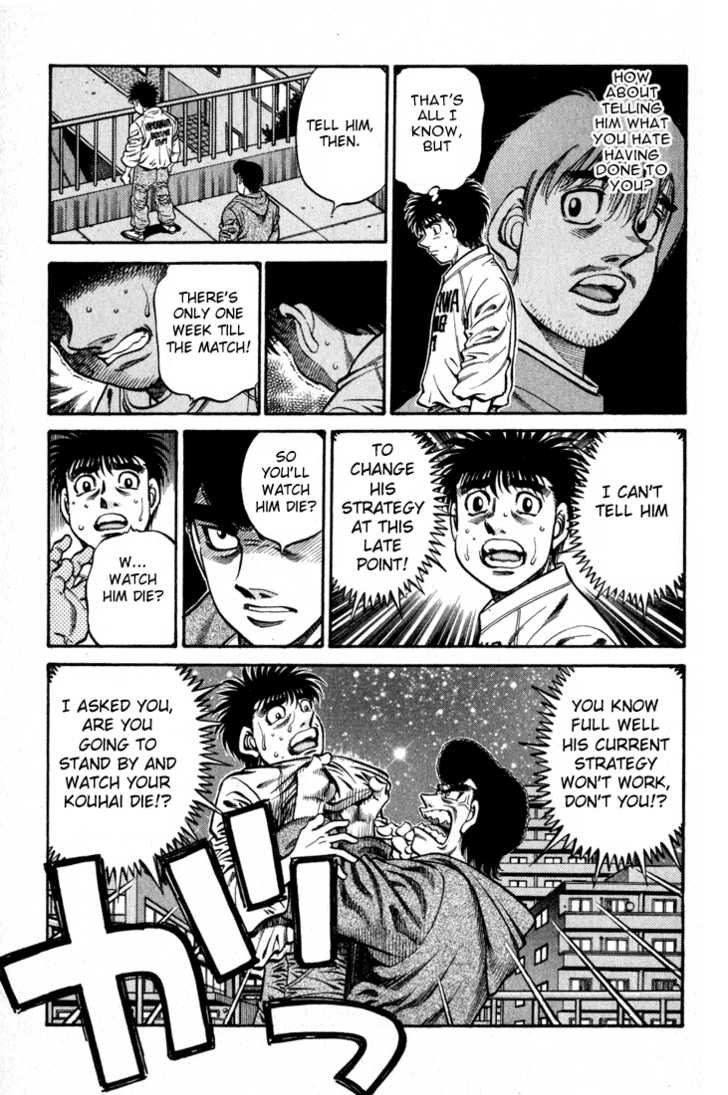 HOW
ABOUT
TELLING
HIM WHAT
YOU HATE
HAVING
DONE TO
YOU?
THAT'S
ALL I
KNOW,
BUT
TELL HIM,
THEN.
THERE'S
ONLY ONE
WEEK TILL
THE MATCH!
I CAN'T
TELL HIM
TO
CHANGE
HIS
STRATEGY
AT THIS
LATE
POINT!
SO
YOU'LL
WATCH
HIM DIE?
W...
WATCH
HIM DIE?
YOU KNOW
FULL WELL
HIS CURRENT
STRATEGY
WON'T WORK,
DON'T YOU!?
I ASKED YOU,
ARE YOU
GOING TO
STAND BY AND
WATCH YOUR
KOUHAI DIE!?
ガッ